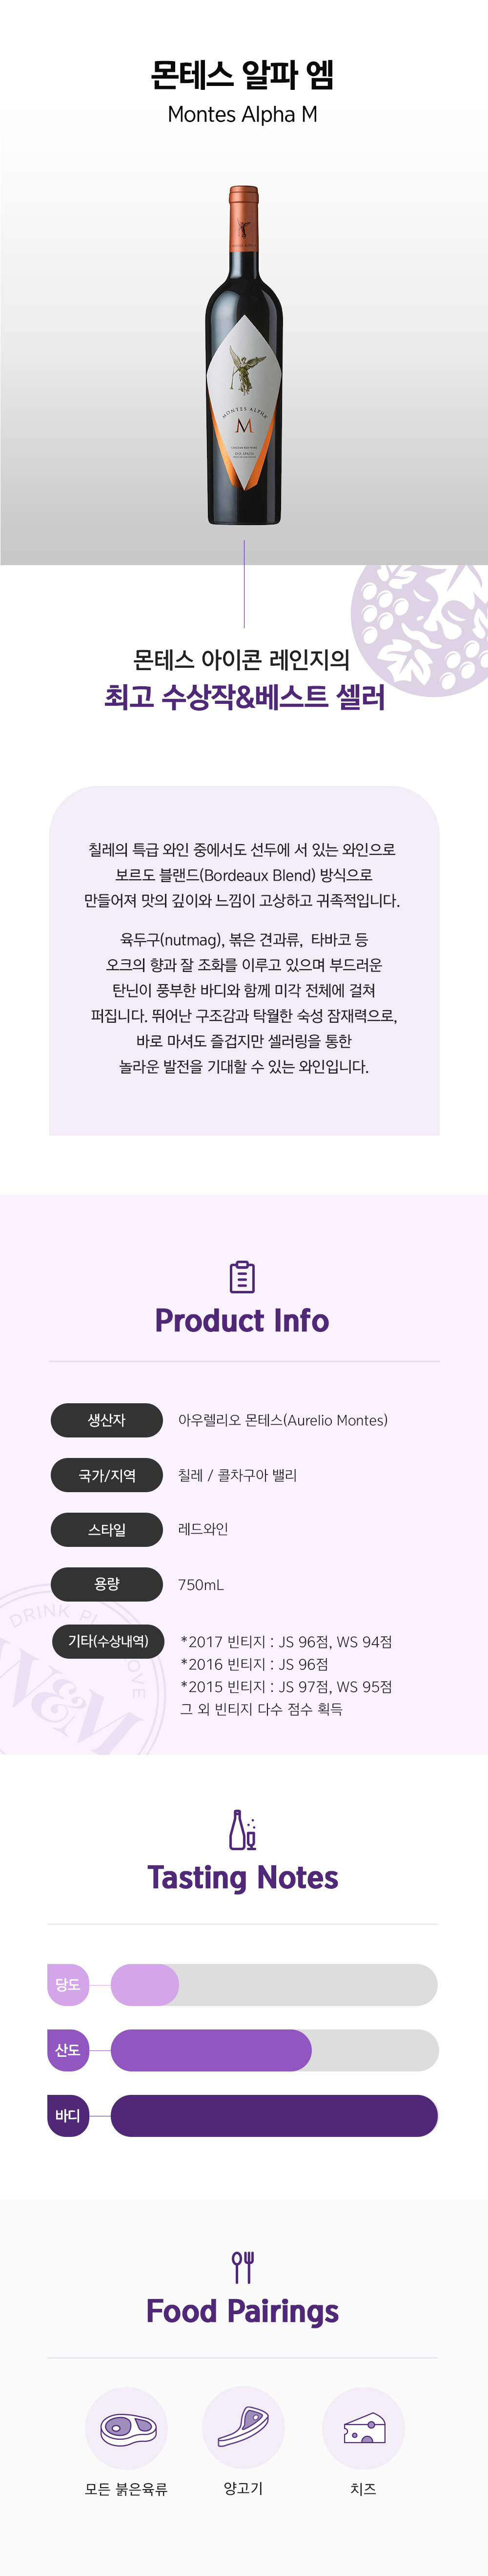 몬테스 알파 엠
Montes Alpha M
MONTES ALPHA
M
몬테스 아이콘 레인지의
최고 수상작&베스트 셀러
칠레의 특급 와인 중에서도 선두에 서 있는 와인으로
보르도 블랜드(Bordeaux Blend) 방식으로
만들어져 맛의 깊이와 느낌이 고상하고 귀족적입니다.
육두구(nutmag), 볶은 견과류, 타바코 등
오크의 향과 잘 조화를 이루고 있으며 부드러운
탄닌이 풍부한 바디와 함께 미각 전체에 걸쳐
퍼집니다. 뛰어난 구조감과 탁월한 숙성 잠재력으로,
바로 마셔도 즐겁지만 셀러링을 통한
놀라운 발전을 기대할 수 있는 와인입니다.
Product Info
생산자 아우렐리오 몬테스(Aurelio Montes)
국가/지역 칠레 / 콜차구아 밸리
스타일 레드와인
용량 750mL
기타(수상내역) *2017 빈티지 : JS 96점, WS 94점
*2016 빈티지 : JS 96점
*2015 빈티지 : JS 97점, WS 95점
그 외 빈티지 다수 점수 획득
DRINK
W&M
Tasting Notes
당도
산도
바디
Food Pairings
모든 붉은육류 양고기 치즈